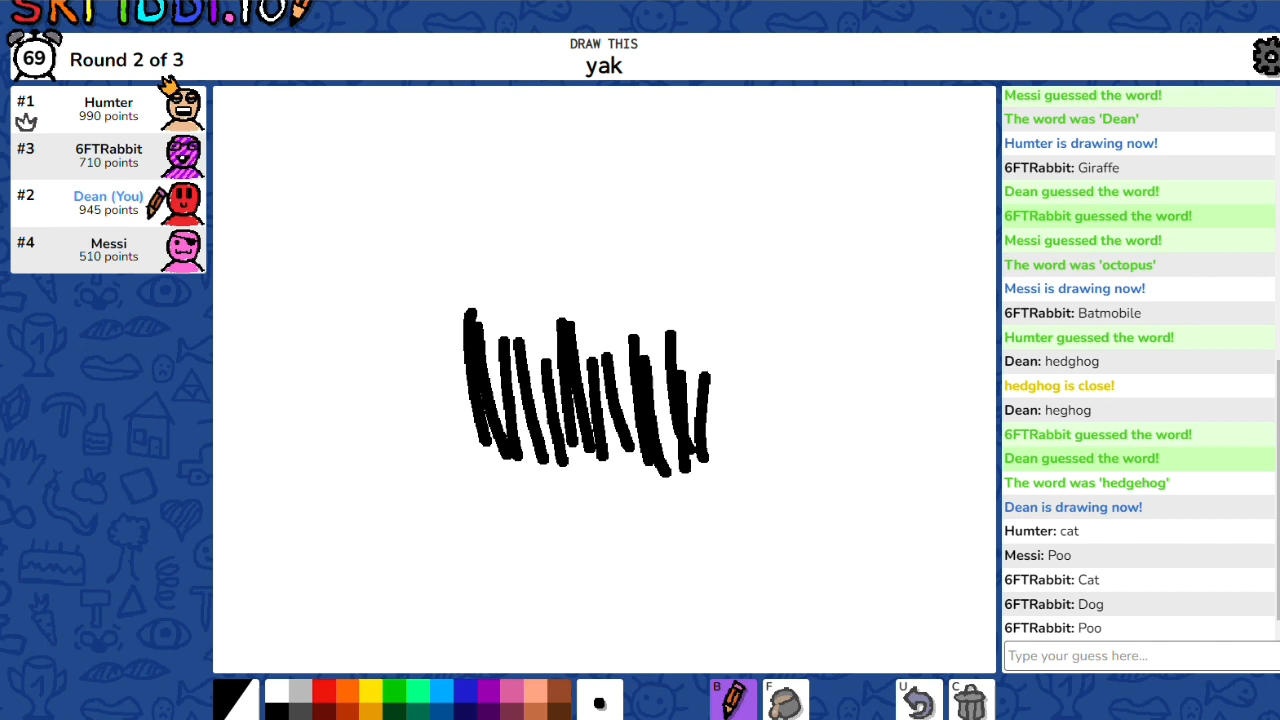 SKRIBBL.IO
69
Round 2 of 3
DRAW THIS
yak
#1
Humter
990 points
#3
6FTRabbit
710 points
#2
Dean (You)
945 points
#4
Messi
510 points
Messi guessed the word!
The word was 'Dean'
Humter is drawing now!
6FTRabbit: Giraffe
Dean guessed the word!
6FTRabbit guessed the word!
Messi guessed the word!
The word was 'octopus'
Messi is drawing now!
6FTRabbit: Batmobile
Humter guessed the word!
Dean: hedghog
hedghog is close!
Dean: heghog
6FTRabbit guessed the word!
Dean guessed the word!
The word was 'hedgehog'
Dean is drawing now!
Humter: cat
Messi: Poo
6FTRabbit: Cat
6FTRabbit: Dog
6FTRabbit: Poo
Type your guess here...
B
F
U
C